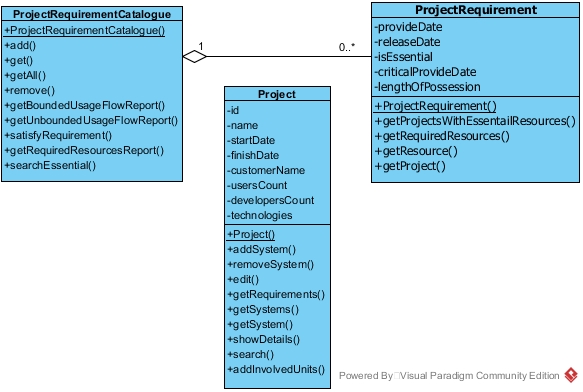 ProjectRequirementCatalogue
+ProjectRequirementCatalogue()
+add()
+get()
+getAll()
+remove()
+getBoundedUsageFlowReport()
+getUnboundedUsageFlowReport()
+satisfyRequirement()
+getRequiredResourcesReport()
+searchEssential()
1
0..*
ProjectRequirement
-provideDate
-releaseDate
-isEssential
-criticalProvideDate
-lengthOfPossession
+ProjectRequirement()
+getProjectsWithEssentailResources()
+getRequiredResources()
+getResource()
+getProject()
Project
-id
-name
-startDate
-finishDate
-customerName
-usersCount
-developersCount
-technologies
+Project()
+addSystem()
+removeSystem()
+edit()
+getRequirements()
+getSystems()
+getSystem()
+showDetails()
+search()
+addInvolvedUnits()
Powered By Visual Paradigm Community Edition